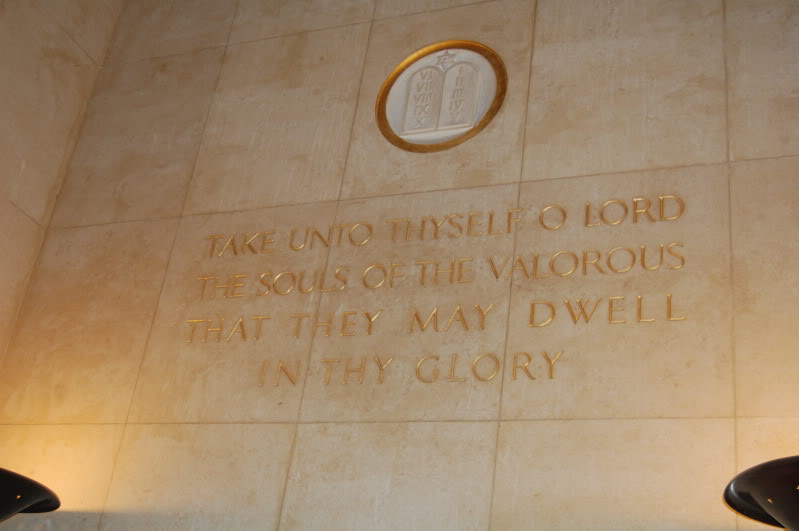 TAKE UNTO THYSELF O LORD
THE SOULS OF THE VALOROUS
THAT THEY MAY DWELL
IN THY GLORY